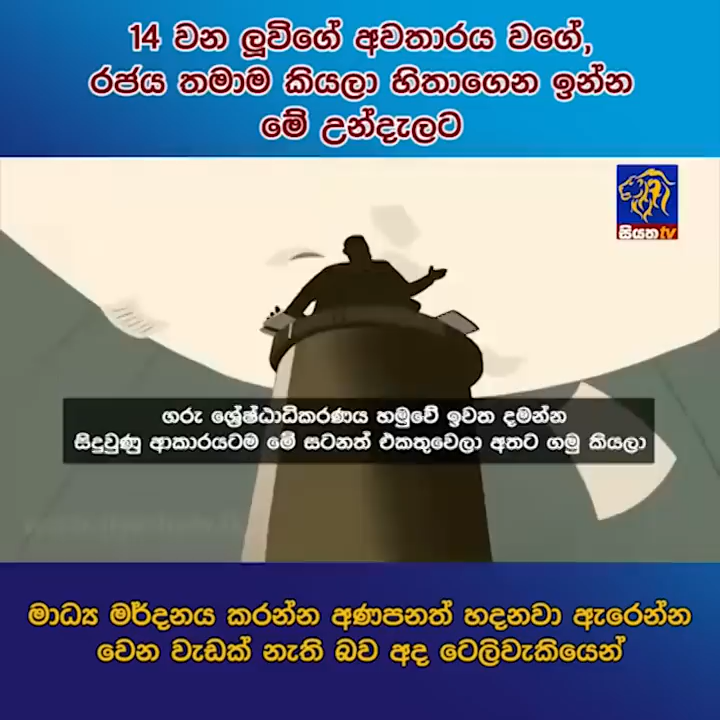 14 වන ලූවිගේ අවතාරය වගේ,
රජය තමාම කියලා හිතාගෙන ඉන්න
මේ උන්දැලට
සියත tv
ගරු ශ්‍රේෂ්ඨාධිකරණය හමුවේ ඉවත දමන්න
සිදුවුණු ආකාරයටම මේ සටනත් එකතුවෙලා අතට ගමු කියලා
මාධ්‍ය මර්දනය කරන්න අණපනත් හදනවා ඇරෙන්න
වෙන වැඩක් නැති බව අද ටෙලිවැකියෙන්